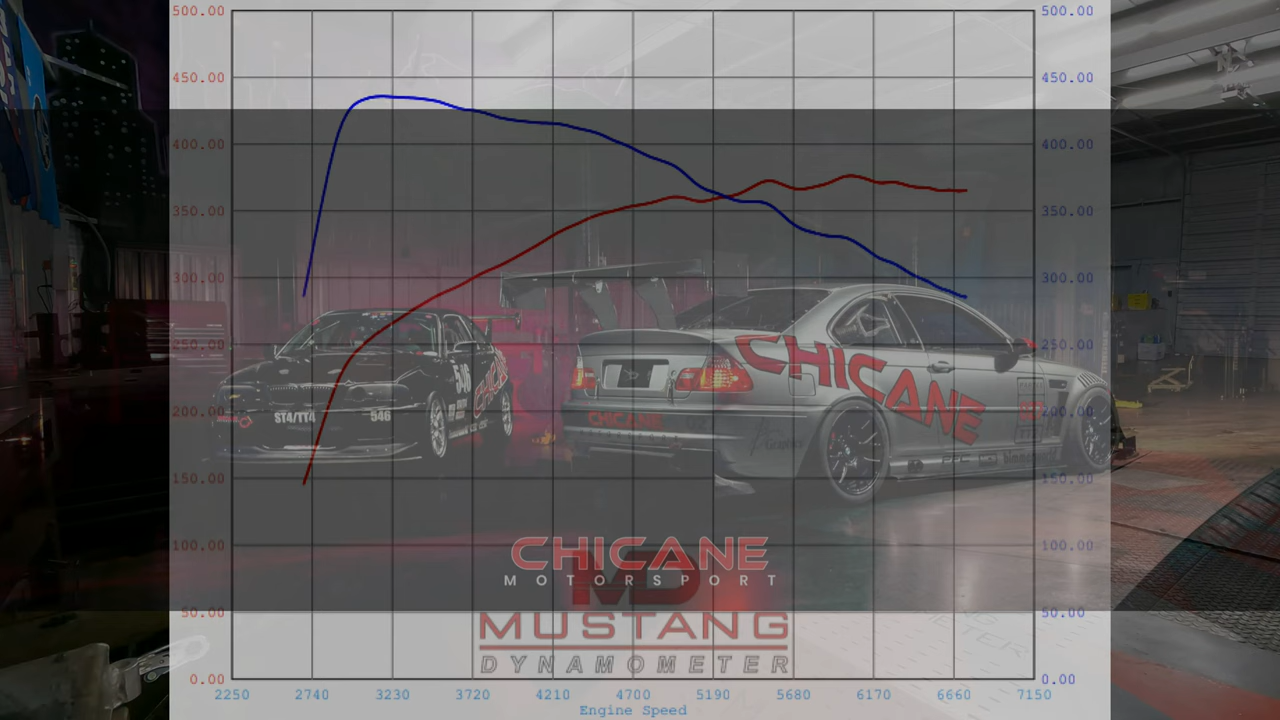 500.00 500.00
450.00 450.00
400.00 400.00
350.00 350.00
300.00 300.00
250.00 250.00
200.00 200.00
150.00 150.00
100.00 100.00
50.00 50.00
0.00 0.00
2250 2740 3230 3720 4210 4700 5190 5680 6170 6660 7150
Engine Speed
CHICANE
546
ST4/TT4 546
CHICANE
CHICANE
MOTORSPORT
MD
MUSTANG
DYNAMOMETER